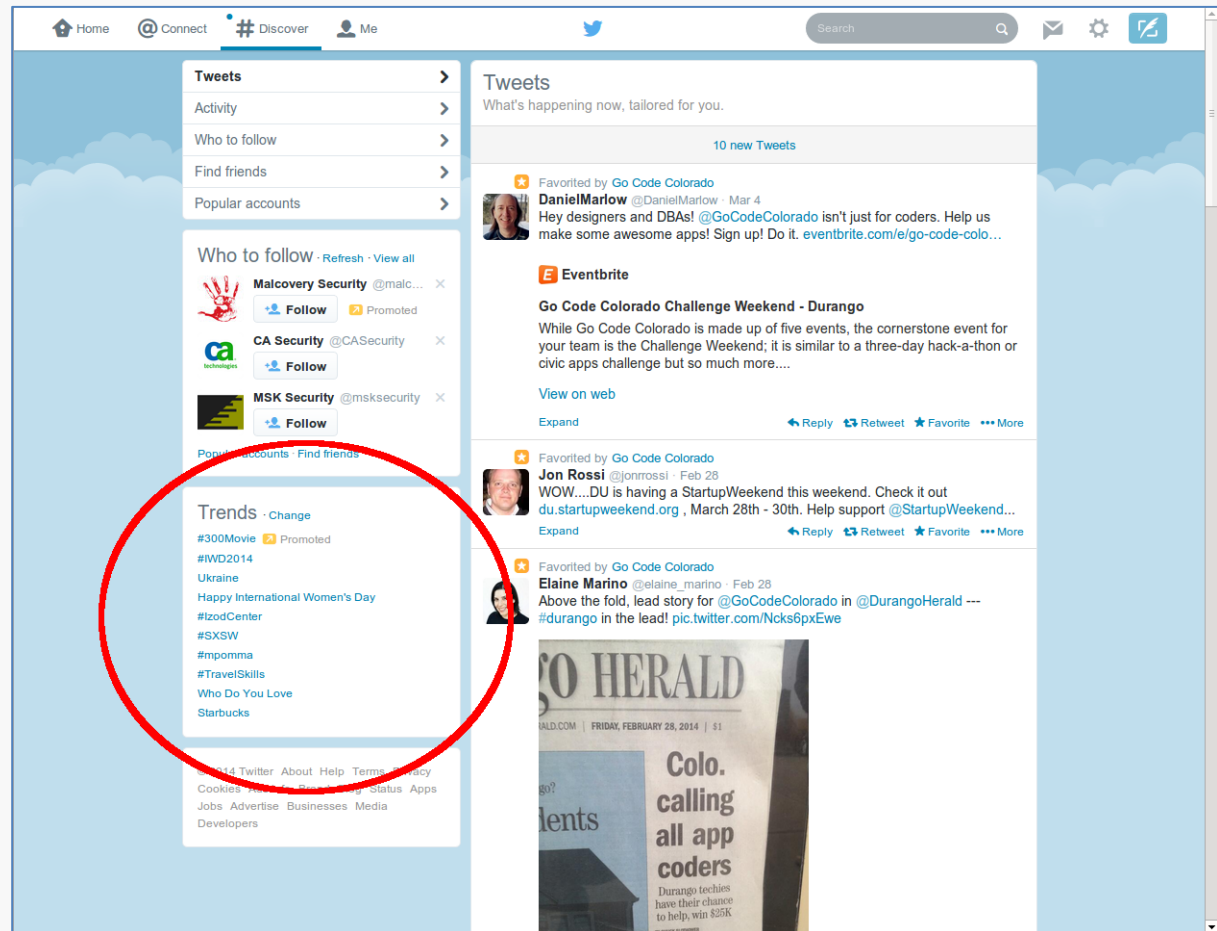 Home Connect Discover Me Search
Tweets
Activity
Who to follow
Find friends
Popular accounts
Who to follow · Refresh · View all
Malcovery Security @malc...
Follow Promoted
CA Security @CASecurity
ca technologies
Follow
MSK Security @msksecurity
Follow
Popular accounts · Find friends
Trends · Change
#300Movie Promoted
#IWD2014
Ukraine
Happy International Women's Day
#IzodCenter
#SXSW
#mpomma
#TravelSkills
Who Do You Love
Starbucks
2014 Twitter About Help Terms Privacy
Cookies Status Apps
Jobs Advertise Businesses Media
Developers
Tweets
What's happening now, tailored for you.
10 new Tweets
Favorited by Go Code Colorado
DanielMarlow @DanielMarlow · Mar 4
Hey designers and DBAs! @GoCodeColorado isn't just for coders. Help us
make some awesome apps! Sign up! Do it. eventbrite.com/e/go-code-colo…
E Eventbrite
Go Code Colorado Challenge Weekend - Durango
While Go Code Colorado is made up of five events, the cornerstone event for
your team is the Challenge Weekend; it is similar to a three-day hack-a-thon or
civic apps challenge but so much more....
View on web
Expand Reply Retweet Favorite More
Favorited by Go Code Colorado
Jon Rossi @jonrrossi · Feb 28
WOW....DU is having a StartupWeekend this weekend. Check it out
du.startupweekend.org , March 28th - 30th. Help support @StartupWeekend...
Expand Reply Retweet Favorite More
Favorited by Go Code Colorado
Elaine Marino @elaine_marino · Feb 28
Above the fold, lead story for @GoCodeColorado in @DurangoHerald ---
#durango in the lead! pic.twitter.com/Ncks6pxEwe
GO HERALD
ALD.COM | FRIDAY, FEBRUARY 28, 2014 | $1
go?
dents
Colo.
calling
all app
coders
Durango techies
have their chance
to help, win $25K